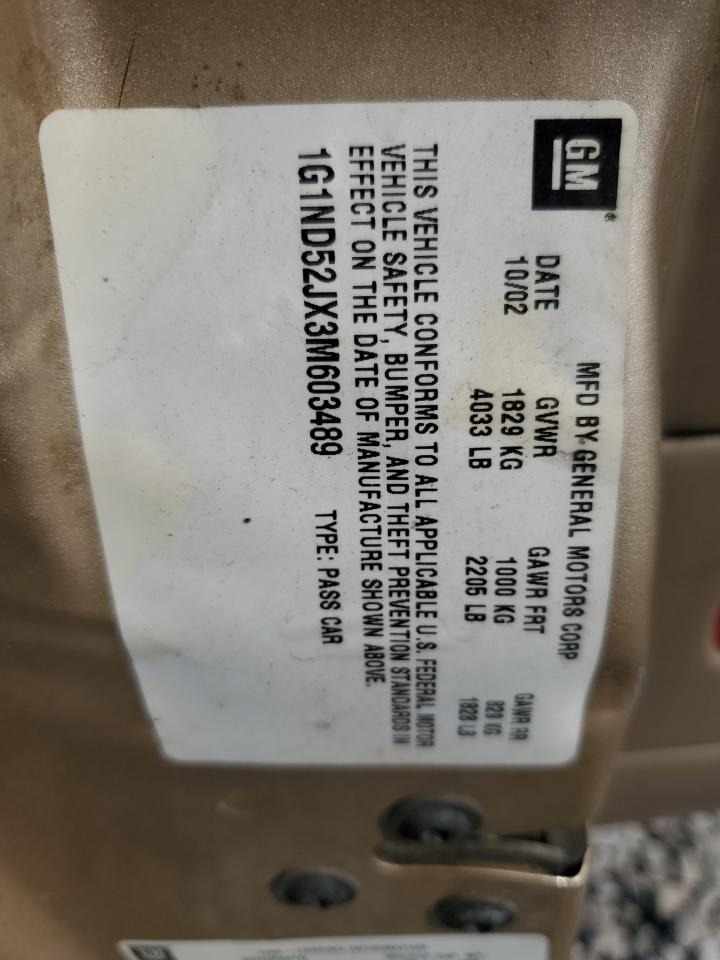 GM
MFD BY GENERAL MOTORS CORP
DATE GVWR GAWR FRT GAWR RR
10/02 1829 KG 1000 KG 829 KG
4033 LB 2205 LB 1828 LB
THIS VEHICLE CONFORMS TO ALL APPLICABLE U.S. FEDERAL MOTOR
VEHICLE SAFETY, BUMPER, AND THEFT PREVENTION STANDARDS IN
EFFECT ON THE DATE OF MANUFACTURE SHOWN ABOVE.
1G1ND52JX3M603489 TYPE: PASS CAR
GM